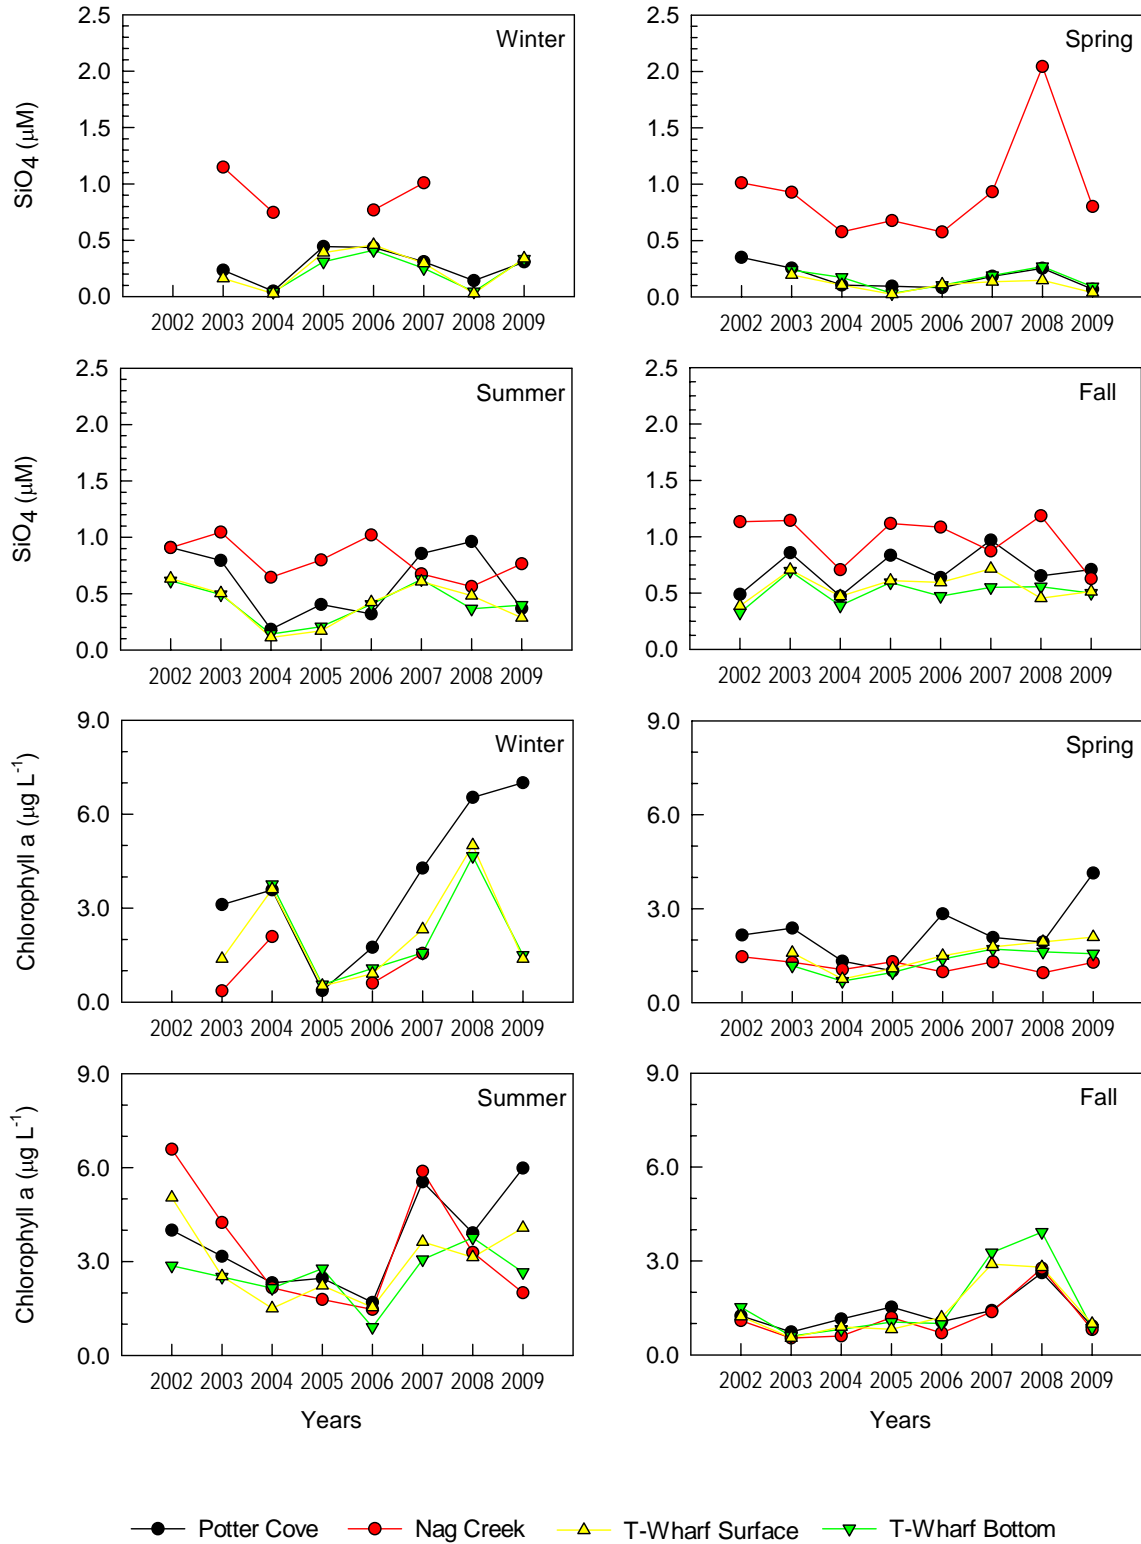 2.5 Winter
2.0
1.5
1.0
0.5
0.0
SiO4 (μM)
2002 2003 2004 2005 2006 2007 2008 2009
2.5 Spring
2.0
1.5
1.0
0.5
0.0
2002 2003 2004 2005 2006 2007 2008 2009
2.5 Summer
2.0
1.5
1.0
0.5
0.0
SiO4 (μM)
2002 2003 2004 2005 2006 2007 2008 2009
2.5 Fall
2.0
1.5
1.0
0.5
0.0
2002 2003 2004 2005 2006 2007 2008 2009
9.0 Winter
6.0
3.0
0.0
Chlorophyll a (μg L-1)
2002 2003 2004 2005 2006 2007 2008 2009
9.0 Spring
6.0
3.0
0.0
2002 2003 2004 2005 2006 2007 2008 2009
9.0 Summer
6.0
3.0
0.0
Chlorophyll a (μg L-1)
2002 2003 2004 2005 2006 2007 2008 2009
Years
9.0 Fall
6.0
3.0
0.0
2002 2003 2004 2005 2006 2007 2008 2009
Years
Potter Cove Nag Creek T-Wharf Surface T-Wharf Bottom